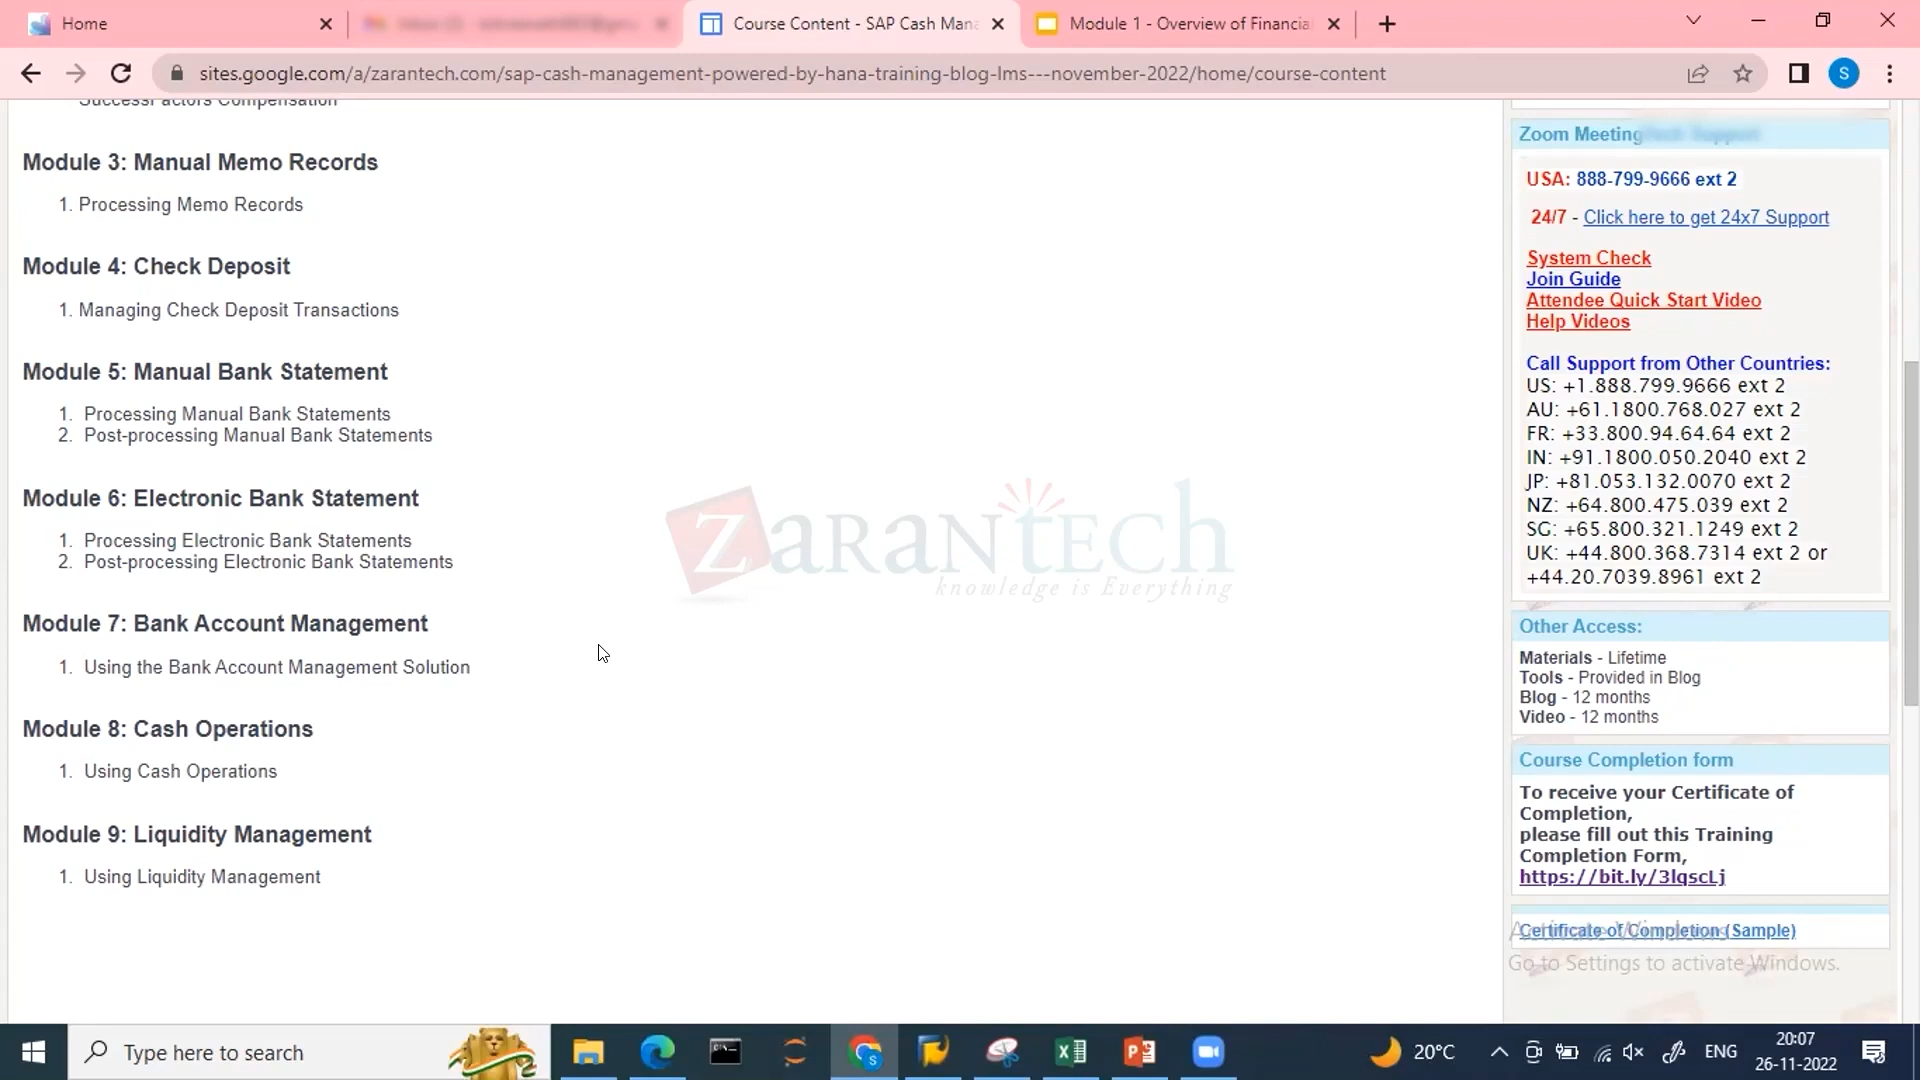 Home
Course Content - SAP Cash Mana
Module 1 - Overview of Financia
sites.google.com/a/zarantech.com/sap-cash-management-powered-by-hana-training-blog-lms---november-2022/home/course-content
S
SuccessFactors Compensation
Module 3: Manual Memo Records
1. Processing Memo Records
Module 4: Check Deposit
1. Managing Check Deposit Transactions
Module 5: Manual Bank Statement
1. Processing Manual Bank Statements
2. Post-processing Manual Bank Statements
Module 6: Electronic Bank Statement
1. Processing Electronic Bank Statements
2. Post-processing Electronic Bank Statements
Module 7: Bank Account Management
1. Using the Bank Account Management Solution
Module 8: Cash Operations
1. Using Cash Operations
Module 9: Liquidity Management
1. Using Liquidity Management
ZaranTech
knowledge is Everything
Zoom Meeting
USA: 888-799-9666 ext 2
24/7 - Click here to get 24x7 Support
System Check
Join Guide
Attendee Quick Start Video
Help Videos
Call Support from Other Countries:
US: +1.888.799.9666 ext 2
AU: +61.1800.768.027 ext 2
FR: +33.800.94.64.64 ext 2
IN: +91.1800.050.2040 ext 2
JP: +81.053.132.0070 ext 2
NZ: +64.800.475.039 ext 2
SG: +65.800.321.1249 ext 2
UK: +44.800.368.7314 ext 2 or
+44.20.7039.8961 ext 2
Other Access:
Materials - Lifetime
Tools - Provided in Blog
Blog - 12 months
Video - 12 months
Course Completion form
To receive your Certificate of
Completion,
please fill out this Training
Completion Form,
https://bit.ly/3lqscLj
Certificate of Completion (Sample)
Activate Windows
Go to Settings to activate Windows.
Type here to search
20°C
ENG
20:07
26-11-2022